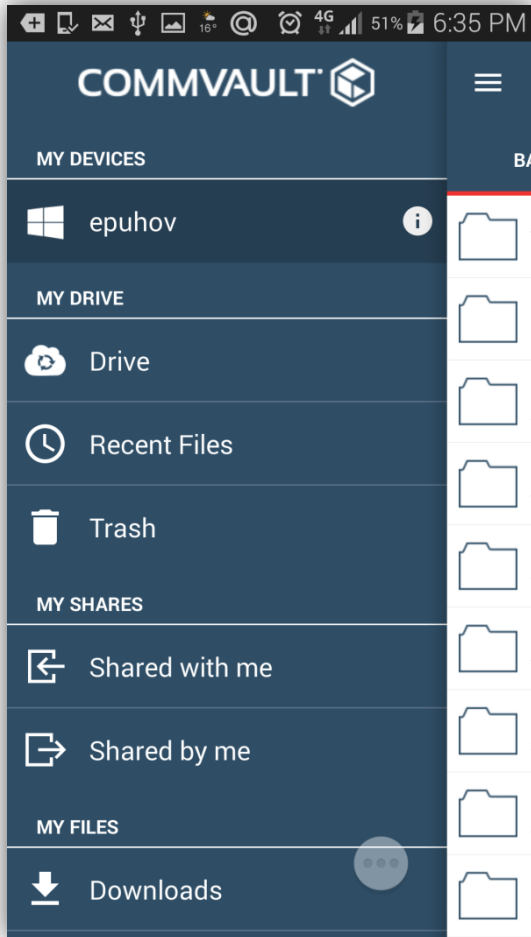 16° 4G 51% 6:35 PM
COMMVAULT
MY DEVICES
BA
epuhov
MY DRIVE
Drive
Recent Files
Trash
MY SHARES
Shared with me
Shared by me
MY FILES
Downloads